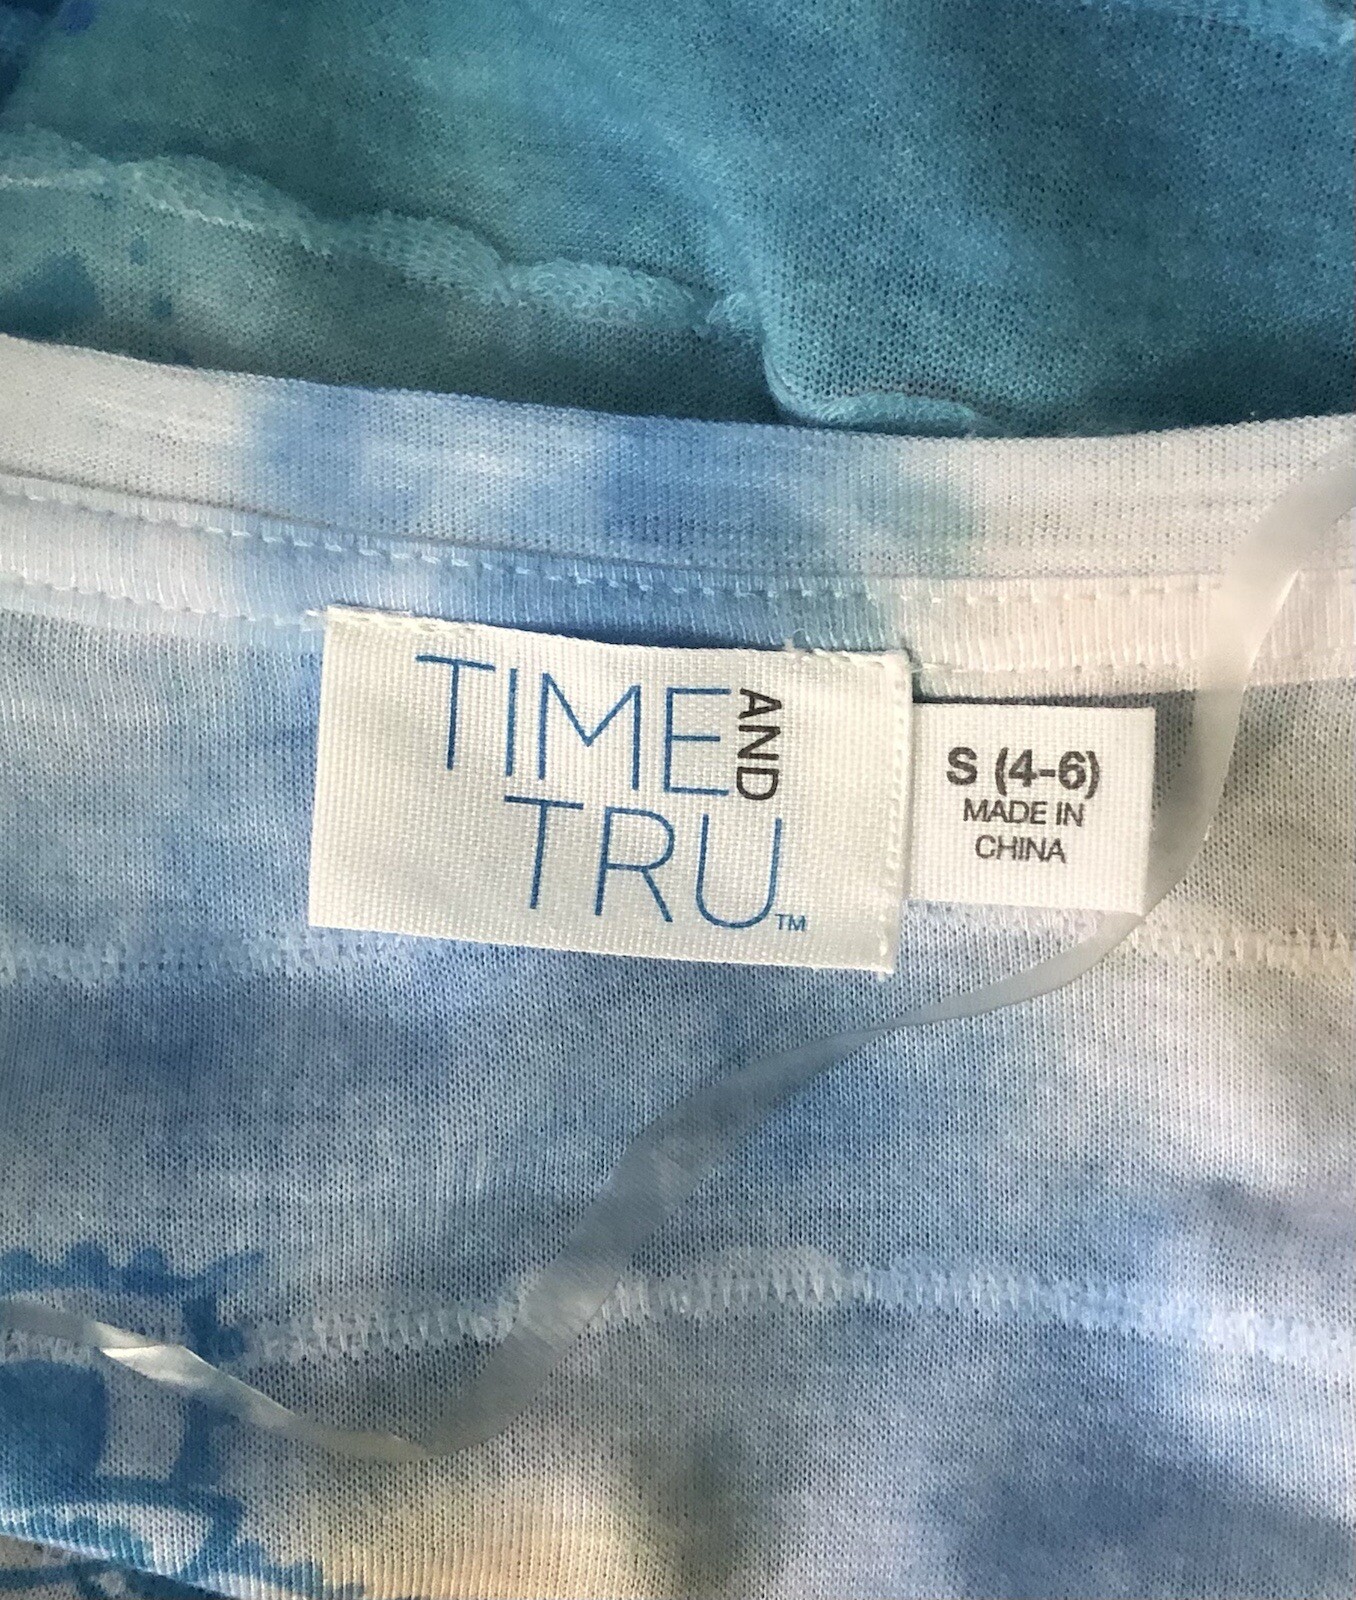 TIME AND
TRU™
S (4-6)
MADE IN
CHINA